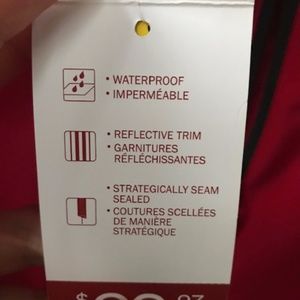 • WATERPROOF
• IMPERMÉABLE
• REFLECTIVE TRIM
• GARNITURES
RÉFLÉCHISSANTES
• STRATEGICALLY SEAM
SEALED
• COUTURES SCELLÉES
DE MANIÈRE
STRATÉGIQUE
$